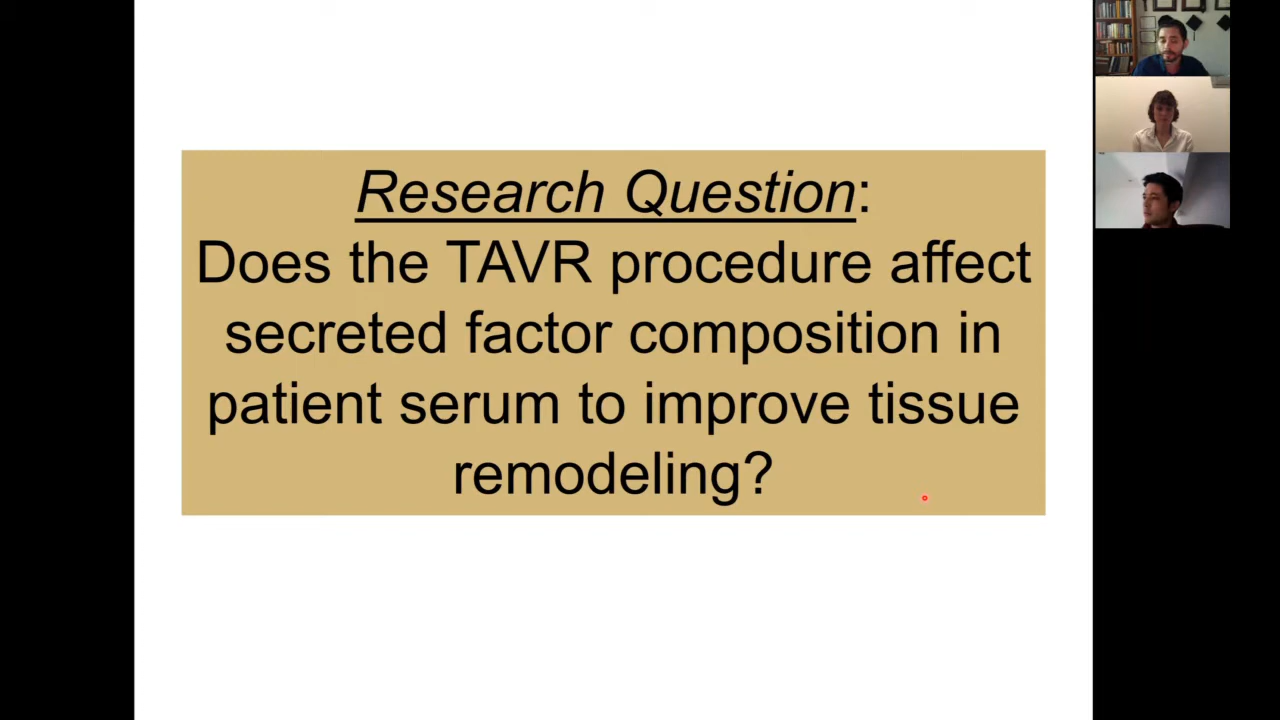 Research Question:
Does the TAVR procedure affect
secreted factor composition in
patient serum to improve tissue
remodeling?